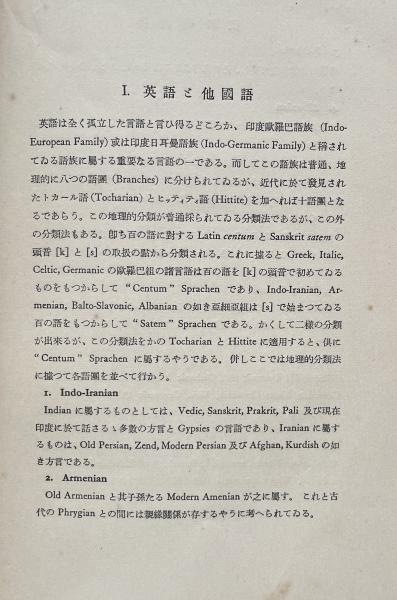 I. 英語と他國語
英語は全く孤立した言語と言ひ得るどころか、印度歐羅巴語族 (Indo-
European Family) 或は印度日耳曼語族 (Indo-Germanic Family) と稱され
てゐる語族に屬する重要なる言語の一である。而してこの語族は普通、地
理的に八つの語團 (Branches) に分けられてゐるが、近代に於て發見され
たトカール語 (Tocharian) とヒッティティ語 (Hittite) を加へれば十語團とな
るであらう。この地理的分類が普通採られてゐる分類法であるが、この外
の分類法もある。卽ち百の語に對する Latin centum と Sanskrit satem の
頭音 [k] と [s] の取扱の點から分類される。これに據ると Greek, Italic,
Celtic, Germanic の歐羅巴組の諸言語は百の語を [k] の頭音で初めてゐる
ものをもつからして “Centum” Sprachen であり、Indo-Iranian, Ar-
menian, Balto-Slavonic, Albanian の如き亞細亞組は [s] で始まつてゐる
百の語をもつからして “Satem” Sprachen である。かくして二樣の分類
が出來るが、この分類法をかの Tocharian と Hittite に適用すると、俱に
“Centum” Sprachen に屬するやうである。併しここでは地理的分類法
に據つて各語團を並べて行かう。
1. Indo-Iranian
Indian に屬するものとしては、Vedic, Sanskrit, Prakrit, Pali 及び現在
印度に於て話さるゝ多數の方言と Gypsies の言語であり、Iranian に屬す
るものは、Old Persian, Zend, Modern Persian 及び Afghan, Kurdish の如
き方言である。
2. Armenian
Old Armenian と其子孫たる Modern Amenian が之に屬す。これと古
代の Phrygian との間には親緣關係が存するやうに考へられてゐる。